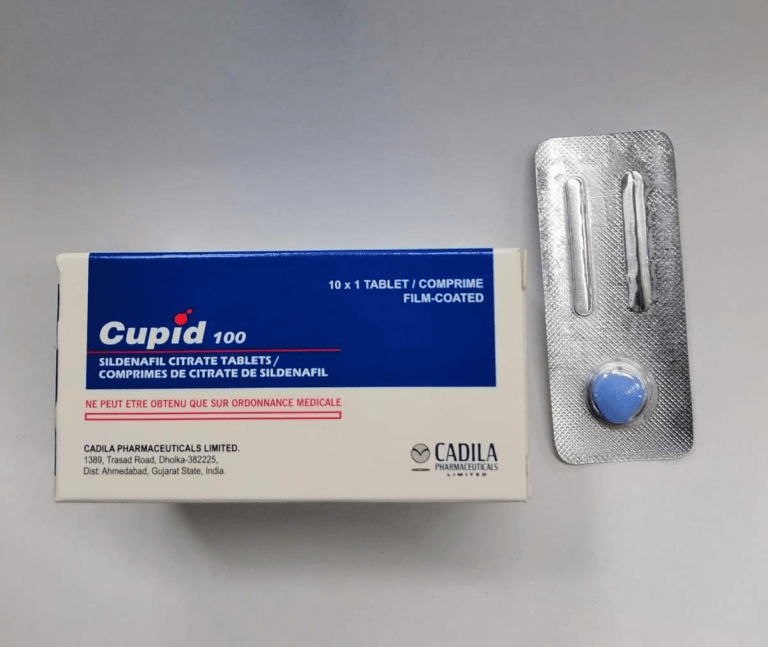 10 x 1 TABLET / COMPRIME
FILM-COATED
Cupid 100
SILDENAFIL CITRATE TABLETS /
COMPRIMES DE CITRATE DE SILDENAFIL
NE PEUT ETRE OBTENU QUE SUR ORDONNANCE MEDICALE
CADILA PHARMACEUTICALS LIMITED.
1389, Trasad Road, Dholka-382225,
Dist: Ahmedabad, Gujarat State, India.
CADILA
PHARMACEUTICALS
LIMITED